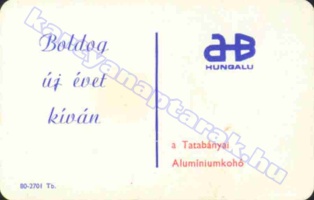 Boldog
új évet
kíván
HUNGALU
a Tatabányai
Alumíniumkohó
80-2701 Tb.
kartyanaptarak.hu